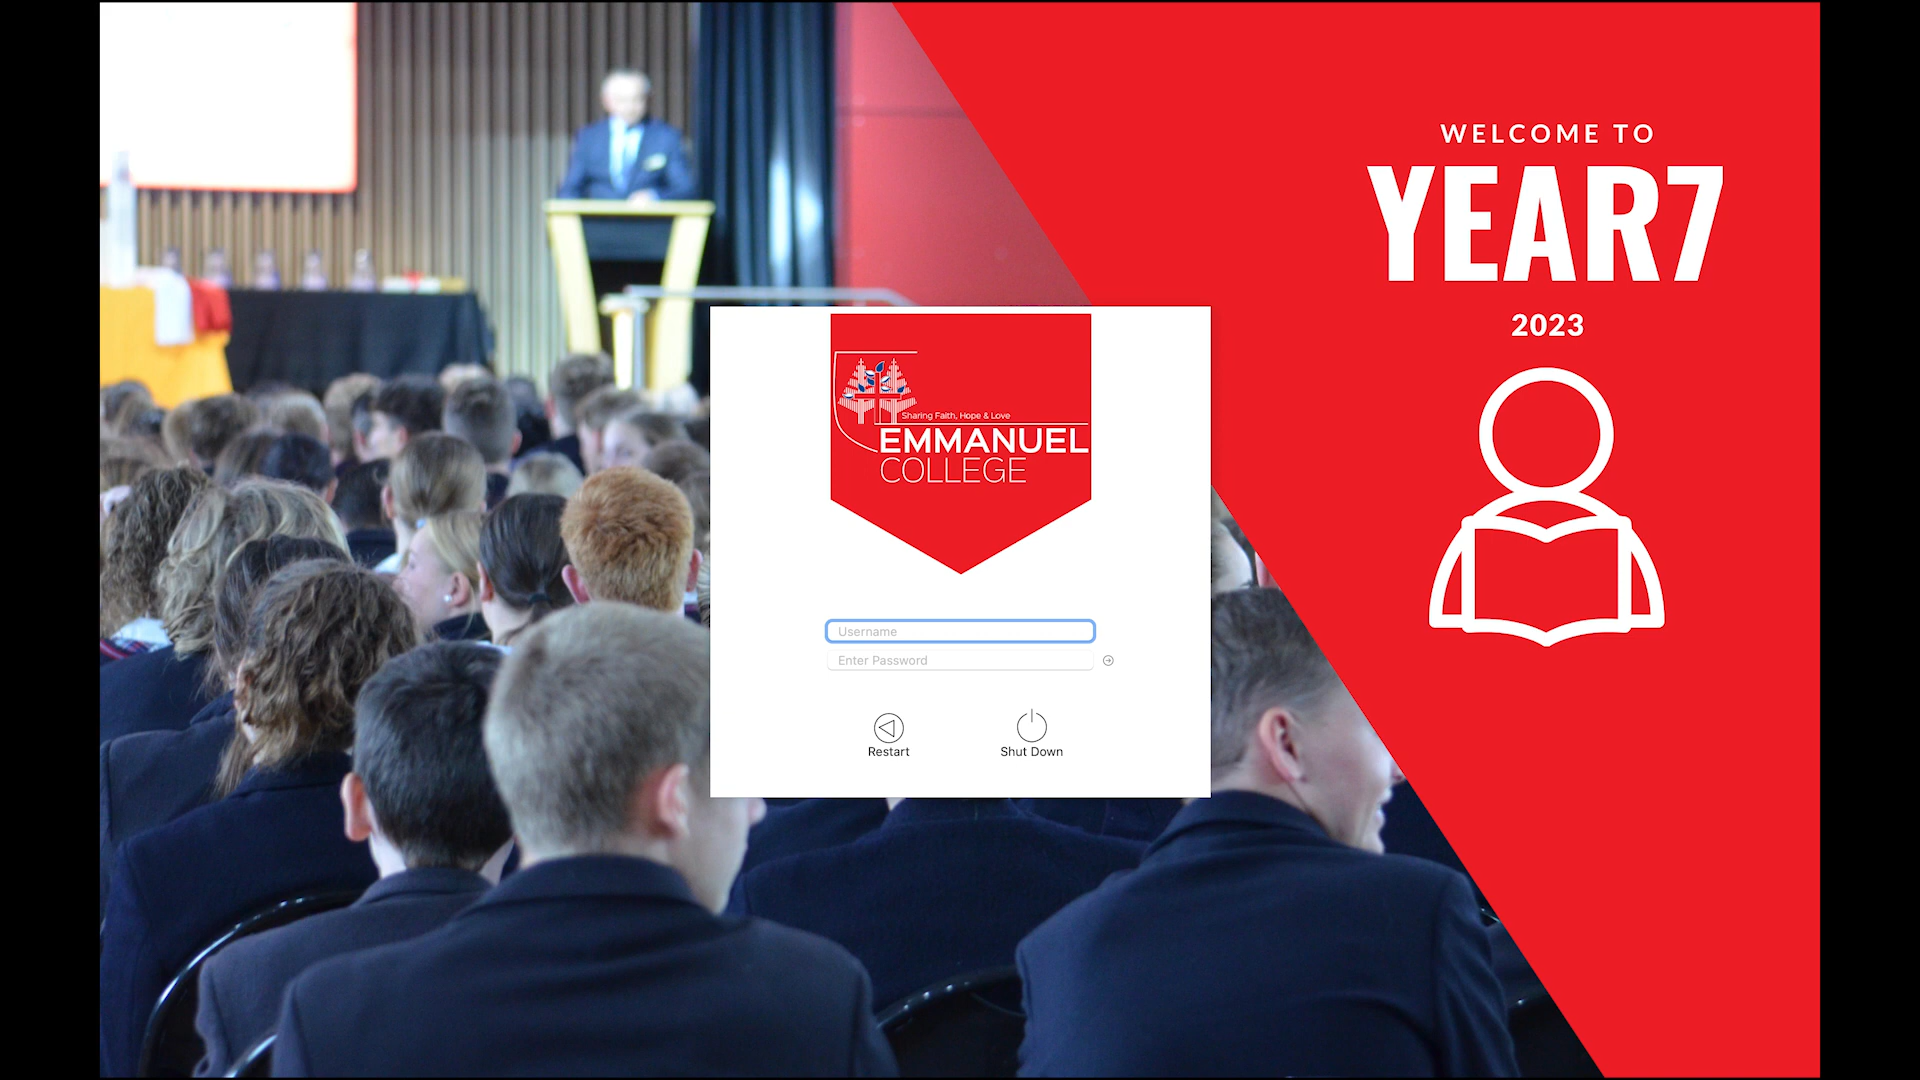 WELCOME TO
YEAR7
2023
Sharing Faith, Hope & Love
EMMANUEL
COLLEGE
Username
Enter Password
Restart
Shut Down